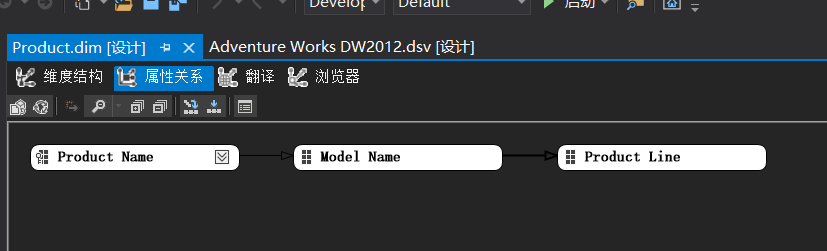 Develop Default 启动
Product.dim [设计] Adventure Works DW2012.dsv [设计]
维度结构 属性关系 翻译 浏览器
Product Name Model Name Product Line